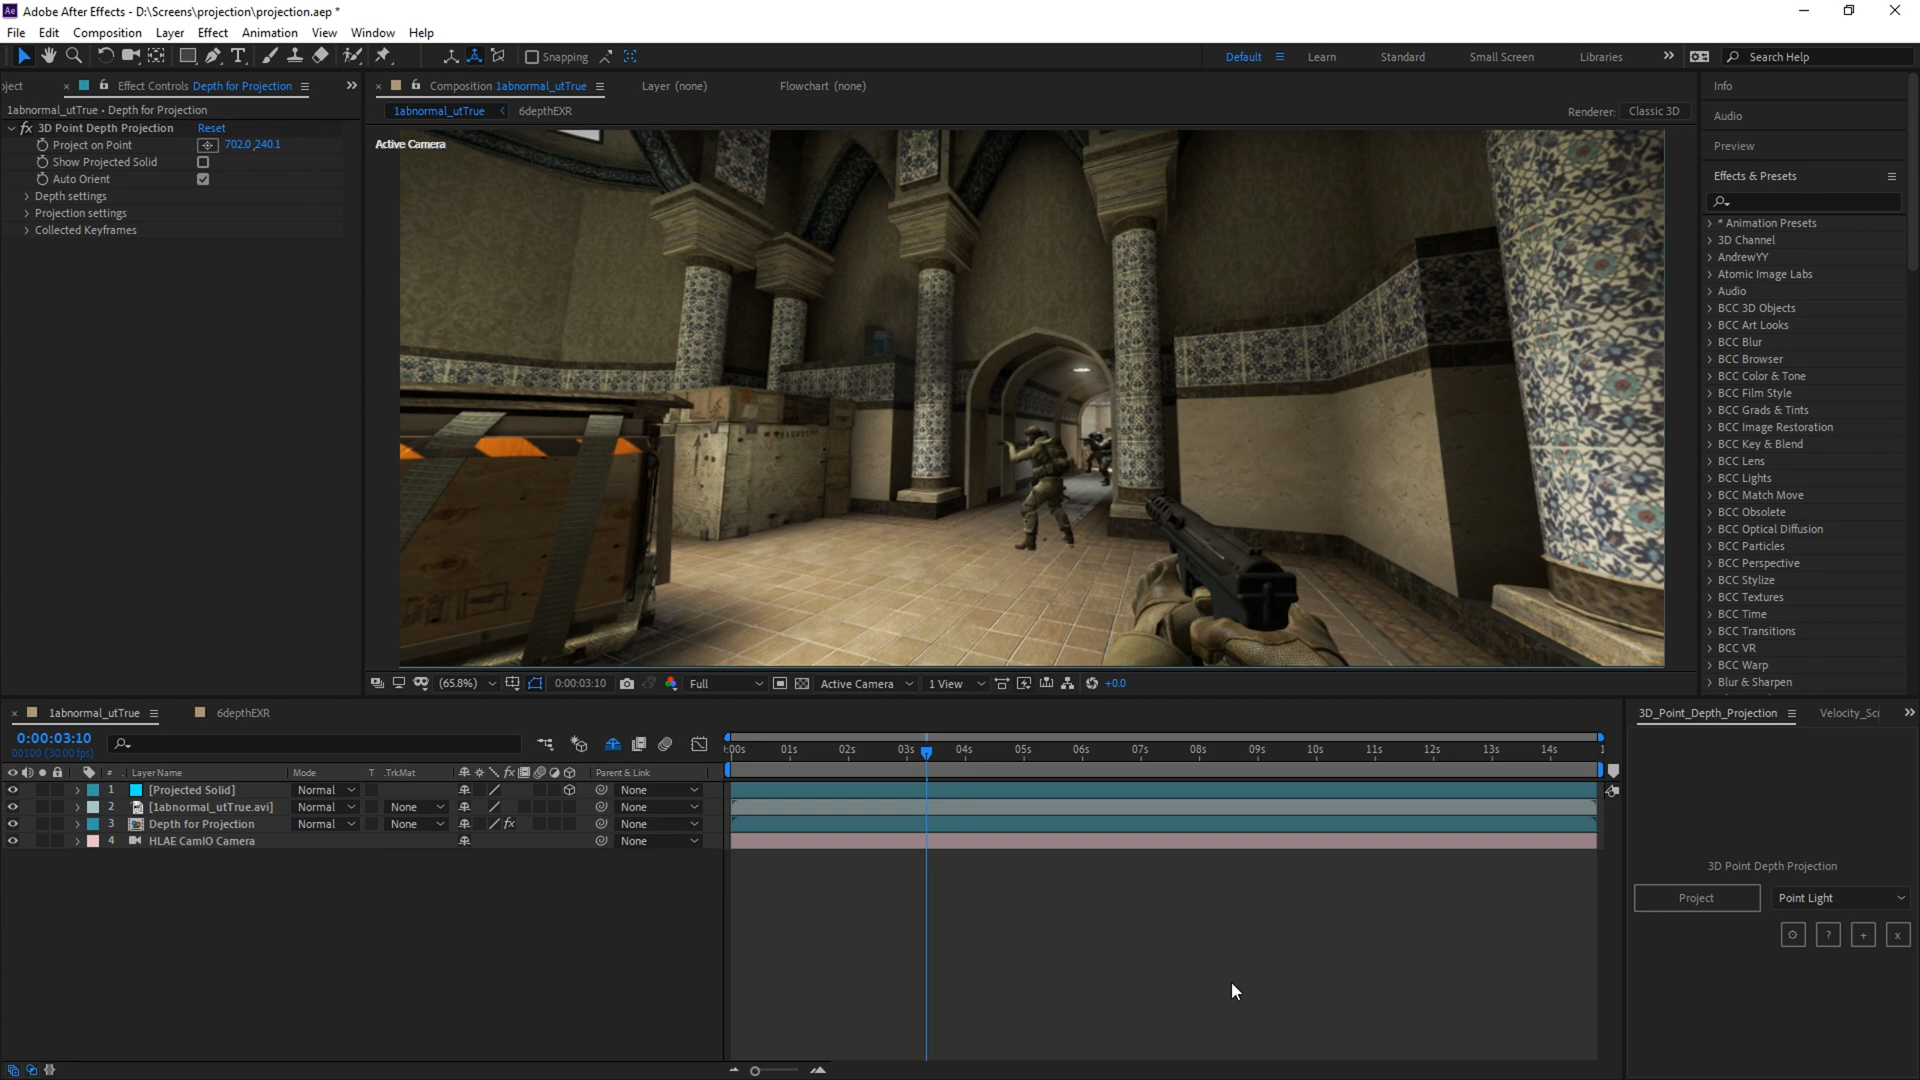 Adobe After Effects - D:\Screens\projection\projection.aep *
File Edit Composition Layer Effect Animation View Window Help
Snapping
Default Learn Standard Small Screen Libraries Search Help
oject Effect Controls Depth for Projection
1abnormal_utTrue • Depth for Projection
fx 3D Point Depth Projection Reset
Project on Point 702.0,240.1
Show Projected Solid
Auto Orient
Depth settings
Projection settings
Collected Keyframes
Composition 1abnormal_utTrue Layer (none) Flowchart (none)
1abnormal_utTrue 6depthEXR Renderer: Classic 3D
Active Camera
(65.8%) 0:00:03:10 Full Active Camera 1 View +0.0
Info
Audio
Preview
Effects & Presets
* Animation Presets
3D Channel
AndrewYY
Atomic Image Labs
Audio
BCC 3D Objects
BCC Art Looks
BCC Blur
BCC Browser
BCC Color & Tone
BCC Film Style
BCC Grads & Tints
BCC Image Restoration
BCC Key & Blend
BCC Lens
BCC Lights
BCC Match Move
BCC Obsolete
BCC Optical Diffusion
BCC Particles
BCC Perspective
BCC Stylize
BCC Textures
BCC Time
BCC Transitions
BCC VR
BCC Warp
Blur & Sharpen
1abnormal_utTrue 6depthEXR
0:00:03:10
00100 (30.00 fps)
# Layer Name Mode T .TrkMat fx Parent & Link
1 [Projected Solid] Normal None
2 [1abnormal_utTrue.avi] Normal None None
3 Depth for Projection Normal None fx None
4 HLAE CamIO Camera None
:00s 01s 02s 03s 04s 05s 06s 07s 08s 09s 10s 11s 12s 13s 14s 1
3D_Point_Depth_Projection Velocity_Scr
3D Point Depth Projection
Project Point Light
? + x